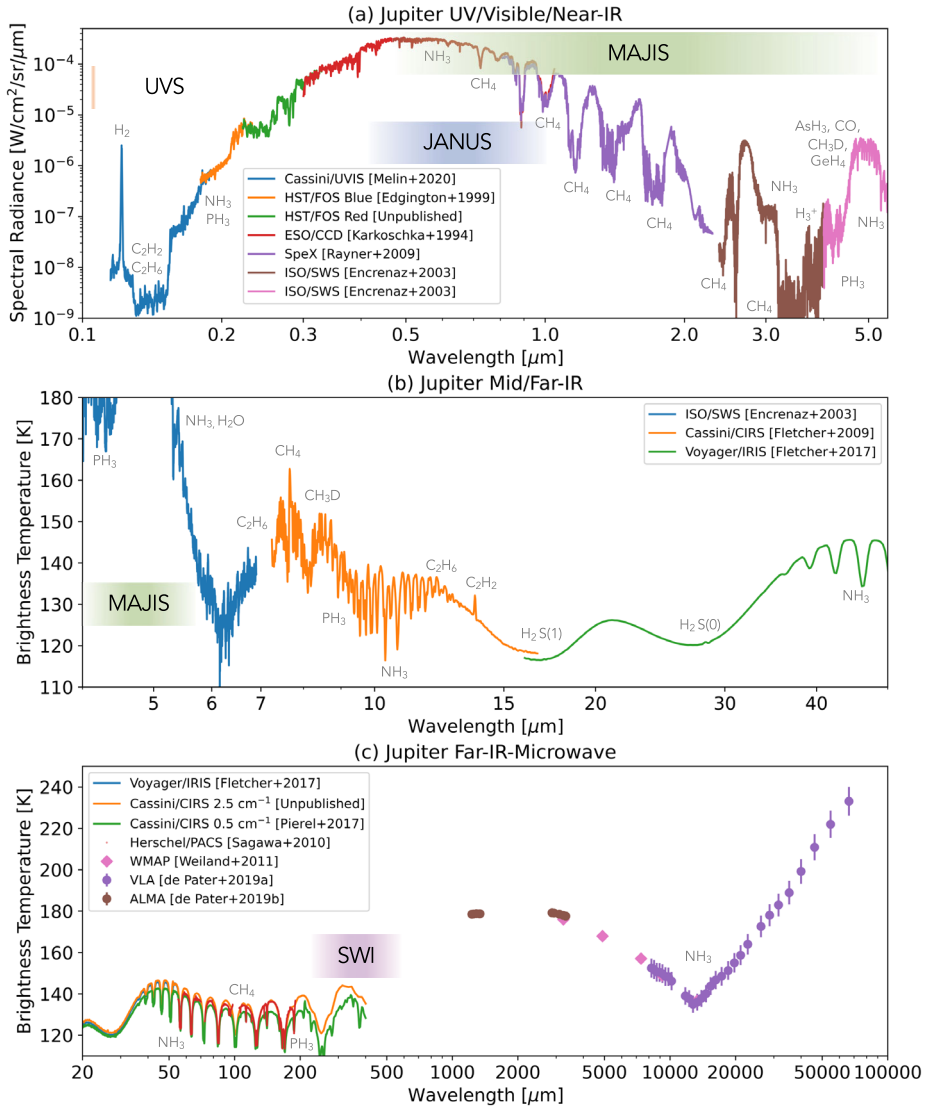 (a) Jupiter UV/Visible/Near-IR
Spectral Radiance [W/cm²/sr/μm]
10⁻⁴
10⁻⁵
10⁻⁶
10⁻⁷
10⁻⁸
10⁻⁹
UVS
MAJIS
JANUS
H₂
C₂H₂
C₂H₆
NH₃
PH₃
NH₃
CH₄
CH₄
CH₄
CH₄
CH₄
CH₄
CH₄
NH₃
H₃⁺
AsH₃, CO,
CH₃D,
GeH₄
NH₃
PH₃
Cassini/UVIS [Melin+2020]
HST/FOS Blue [Edgington+1999]
HST/FOS Red [Unpublished]
ESO/CCD [Karkoschka+1994]
SpeX [Rayner+2009]
ISO/SWS [Encrenaz+2003]
ISO/SWS [Encrenaz+2003]
0.1 0.2 0.3 0.5 1.0 2.0 3.0 5.0
Wavelength [μm]
(b) Jupiter Mid/Far-IR
Brightness Temperature [K]
180
170
160
150
140
130
120
110
PH₃
NH₃, H₂O
MAJIS
C₂H₆
CH₄
CH₃D
PH₃
NH₃
C₂H₆
C₂H₂
H₂ S(1)
H₂ S(0)
NH₃
ISO/SWS [Encrenaz+2003]
Cassini/CIRS [Fletcher+2009]
Voyager/IRIS [Fletcher+2017]
5 6 7 10 15 20 30 40
Wavelength [μm]
(c) Jupiter Far-IR-Microwave
Brightness Temperature [K]
240
220
200
180
160
140
120
Voyager/IRIS [Fletcher+2017]
Cassini/CIRS 2.5 cm⁻¹ [Unpublished]
Cassini/CIRS 0.5 cm⁻¹ [Pierel+2017]
Herschel/PACS [Sagawa+2010]
WMAP [Weiland+2011]
VLA [de Pater+2019a]
ALMA [de Pater+2019b]
SWI
CH₄
NH₃
PH₃
NH₃
20 50 100 200 500 1000 2000 5000 10000 20000 50000 100000
Wavelength [μm]